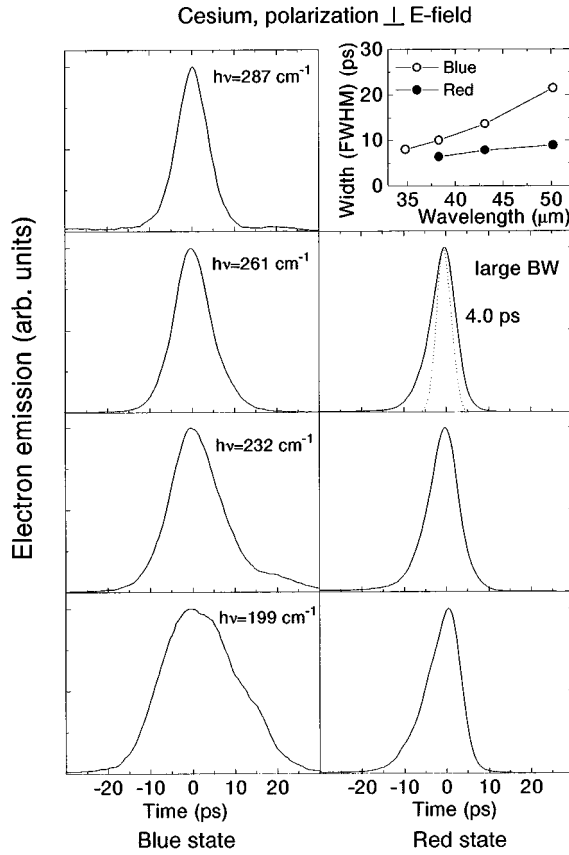 Cesium, polarization ⊥ E-field
Electron emission (arb. units)
hν=287 cm⁻¹
Width (FWHM) (ps)
30
20
10
0
Blue
Red
35 40 45 50
Wavelength (μm)
hν=261 cm⁻¹
large BW
4.0 ps
hν=232 cm⁻¹
hν=199 cm⁻¹
-20 -10 0 10 20
-20 -10 0 10 20
Time (ps)
Time (ps)
Blue state
Red state